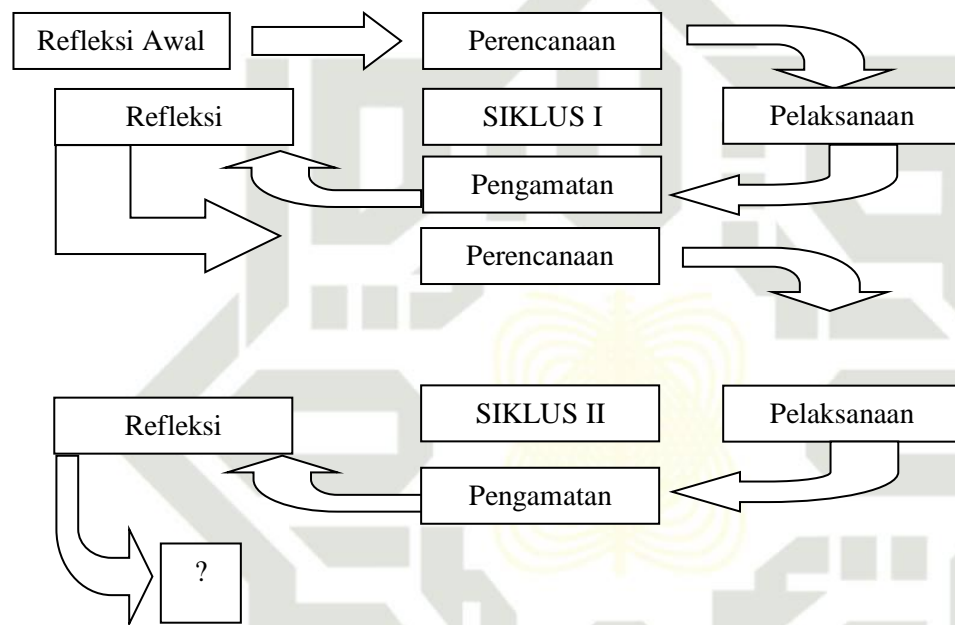 Refleksi Awal
Perencanaan
Refleksi
SIKLUS I
Pelaksanaan
Pengamatan
Perencanaan
Refleksi
SIKLUS II
Pelaksanaan
Pengamatan
?